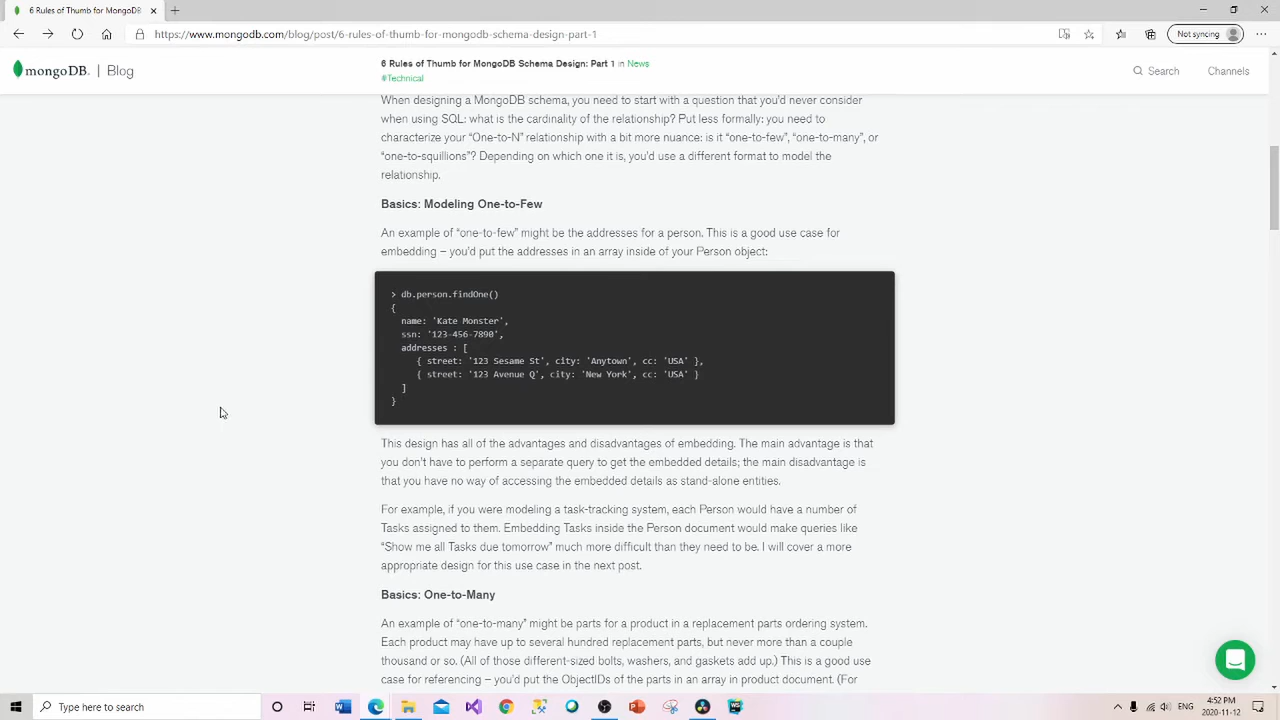 6 Rules of Thumb for MongoDB Sc
https://www.mongodb.com/blog/post/6-rules-of-thumb-for-mongodb-schema-design-part-1
Not syncing
mongoDB. | Blog
6 Rules of Thumb for MongoDB Schema Design: Part 1 in News
#Technical
Search
Channels
When designing a MongoDB schema, you need to start with a question that you'd never consider
when using SQL: what is the cardinality of the relationship? Put less formally: you need to
characterize your “One-to-N” relationship with a bit more nuance: is it “one-to-few”, “one-to-many”, or
“one-to-squillions”? Depending on which one it is, you'd use a different format to model the
relationship.
Basics: Modeling One-to-Few
An example of “one-to-few” might be the addresses for a person. This is a good use case for
embedding – you'd put the addresses in an array inside of your Person object:
> db.person.findOne()
{
name: 'Kate Monster',
ssn: '123-456-7890',
addresses : [
{ street: '123 Sesame St', city: 'Anytown', cc: 'USA' },
{ street: '123 Avenue Q', city: 'New York', cc: 'USA' }
]
}
This design has all of the advantages and disadvantages of embedding. The main advantage is that
you don't have to perform a separate query to get the embedded details; the main disadvantage is
that you have no way of accessing the embedded details as stand-alone entities.
For example, if you were modeling a task-tracking system, each Person would have a number of
Tasks assigned to them. Embedding Tasks inside the Person document would make queries like
“Show me all Tasks due tomorrow” much more difficult than they need to be. I will cover a more
appropriate design for this use case in the next post.
Basics: One-to-Many
An example of “one-to-many” might be parts for a product in a replacement parts ordering system.
Each product may have up to several hundred replacement parts, but never more than a couple
thousand or so. (All of those different-sized bolts, washers, and gaskets add up.) This is a good use
case for referencing – you'd put the ObjectIDs of the parts in an array in product document. (For
Type here to search
4:52 PM
2020-11-12